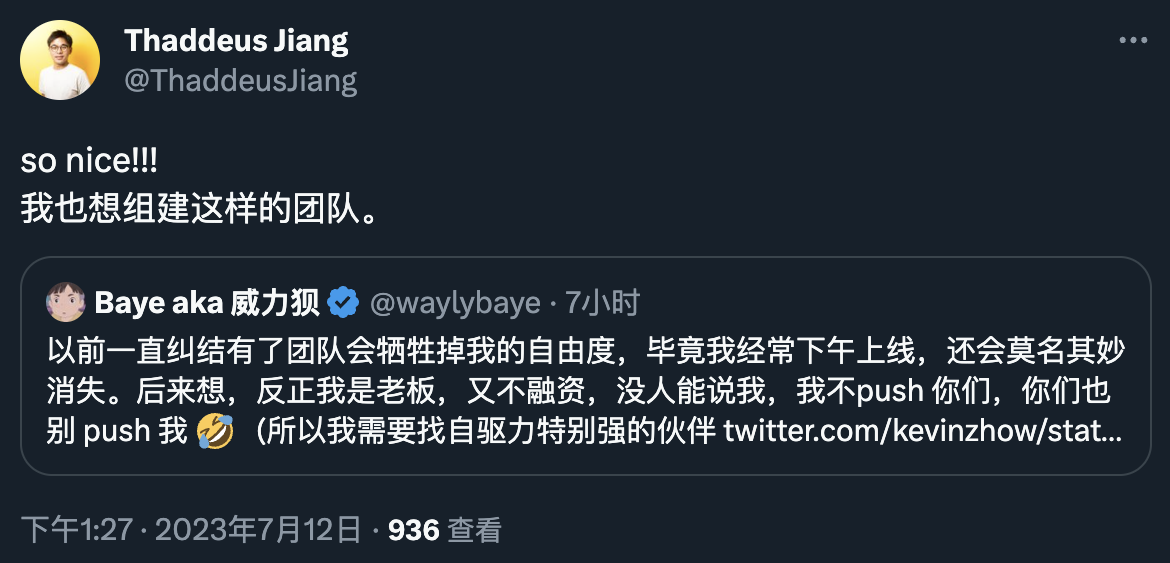 Thaddeus Jiang
@ThaddeusJiang
so nice!!!
我也想组建这样的团队。
Baye aka 威力狈 @waylybaye · 7小时
以前一直纠结有了团队会牺牲掉我的自由度，毕竟我经常下午上线，还会莫名其妙
消失。后来想，反正我是老板，又不融资，没人能说我，我不push 你们，你们也
别 push 我 🤣（所以我需要找自驱力特别强的伙伴 twitter.com/kevinzhow/stat...
下午1:27 · 2023年7月12日 · 936 查看